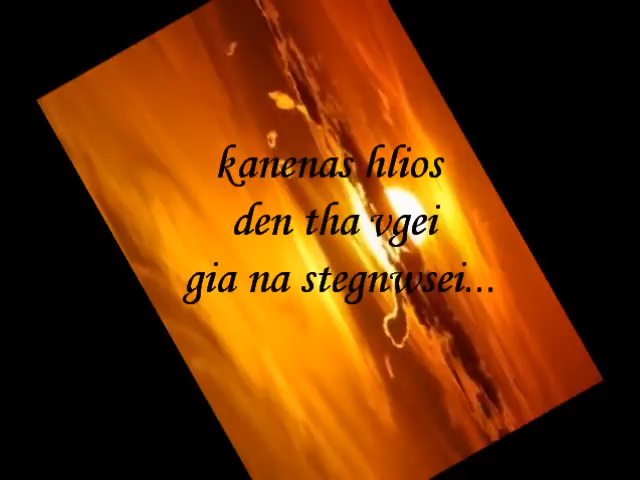 kanenas hlios
den tha vgei
gia na stegnwsei...